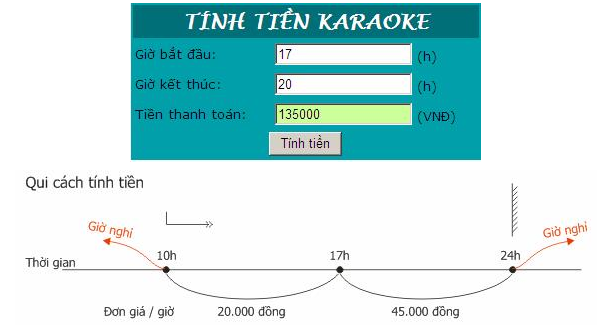 TÍNH TIỀN KARAOKE
Giờ bắt đầu: 17 (h)
Giờ kết thúc: 20 (h)
Tiền thanh toán: 135000 (VNĐ)
Tính tiền
Qui cách tính tiền
Giờ nghỉ Giờ nghỉ
Thời gian 10h 17h 24h
Đơn giá / giờ 20.000 đồng 45.000 đồng